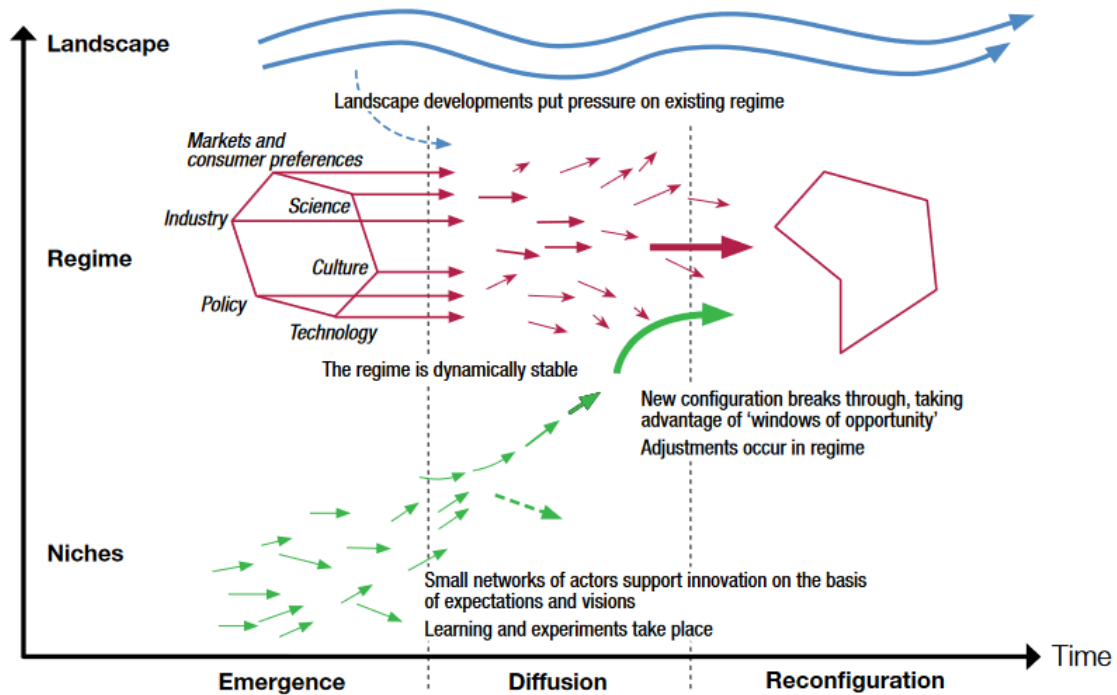 Landscape
Landscape developments put pressure on existing regime
Markets and
consumer preferences
Science
Industry
Regime
Culture
Policy
Technology
The regime is dynamically stable
New configuration breaks through, taking
advantage of ‘windows of opportunity’
Adjustments occur in regime
Niches
Small networks of actors support innovation on the basis
of expectations and visions
Learning and experiments take place
Time
Emergence
Diffusion
Reconfiguration